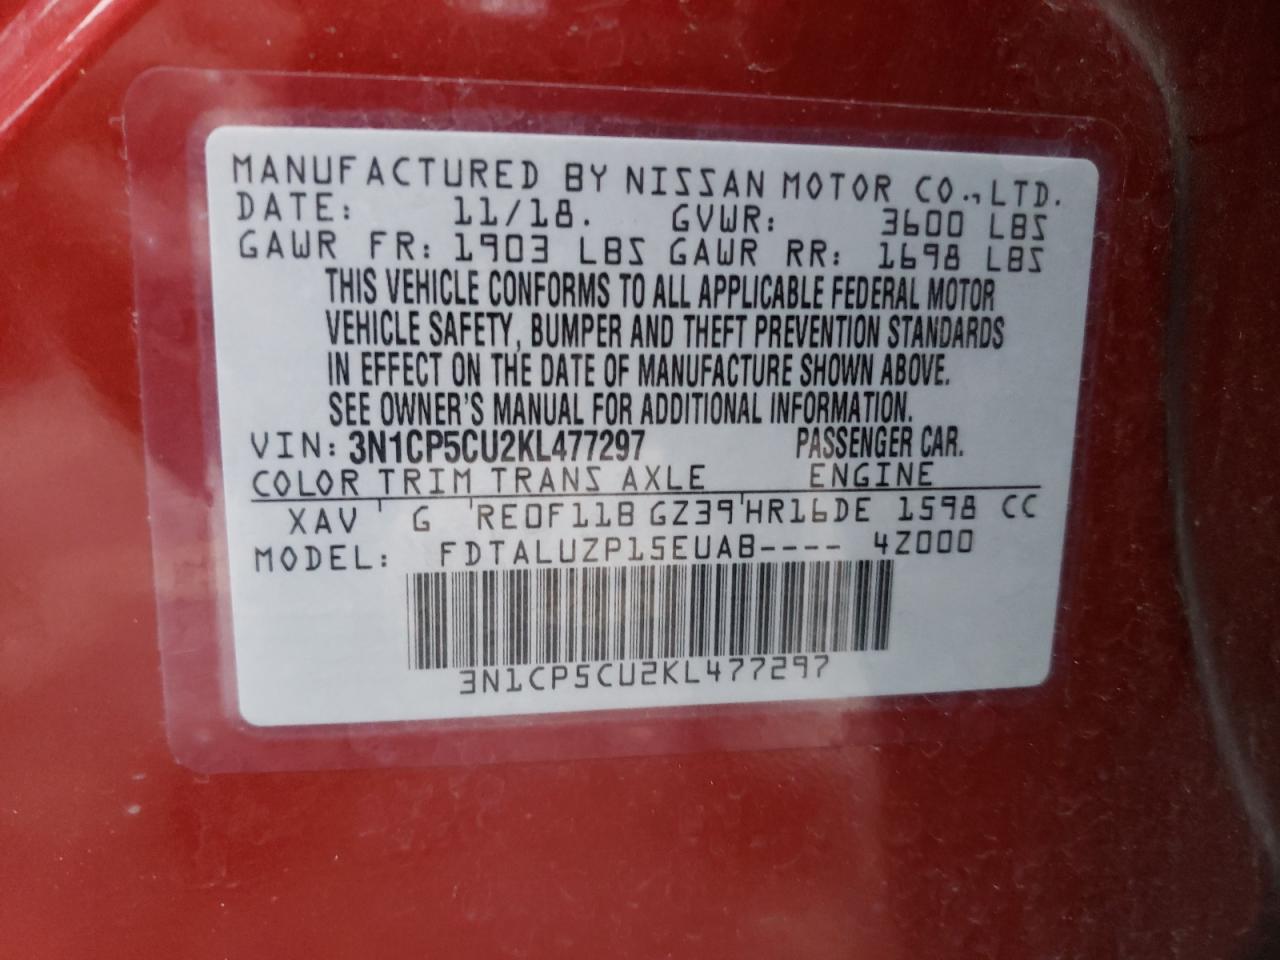 MANUFACTURED BY NISSAN MOTOR CO., LTD.
DATE: 11/18. GVWR: 3600 LBS
GAWR FR: 1903 LBS GAWR RR: 1698 LBS
THIS VEHICLE CONFORMS TO ALL APPLICABLE FEDERAL MOTOR
VEHICLE SAFETY, BUMPER AND THEFT PREVENTION STANDARDS
IN EFFECT ON THE DATE OF MANUFACTURE SHOWN ABOVE.
SEE OWNER'S MANUAL FOR ADDITIONAL INFORMATION.
VIN: 3N1CP5CU2KL477297 PASSENGER CAR.
COLOR TRIM TRANS AXLE ENGINE
XAV G RE0F11B GZ39 HR16DE 1598 CC
MODEL: FDTALUZP15EUAB---- 4Z000
3N1CP5CU2KL477297